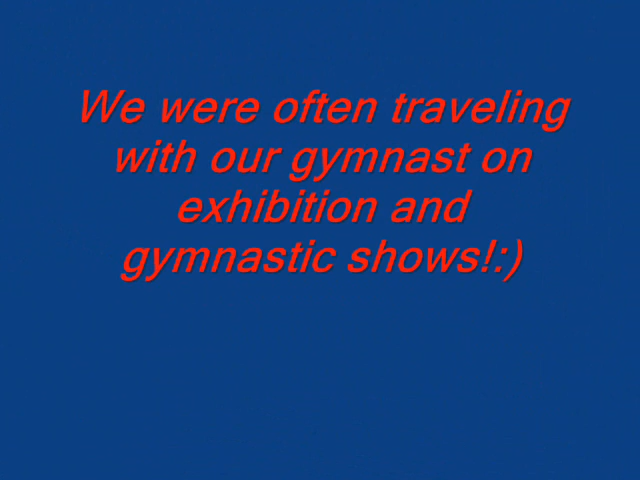 We were often traveling
with our gymnast on
exhibition and
gymnastic shows!:)